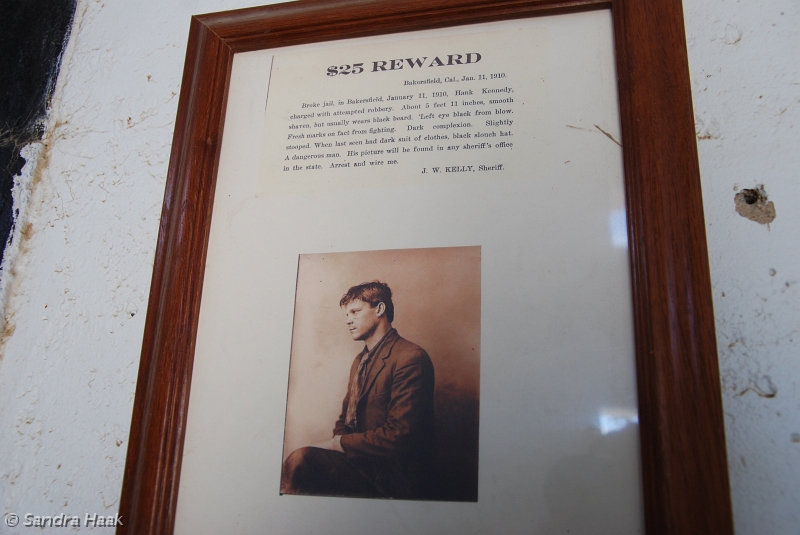 $25 REWARD
Bakersfield, Cal., Jan. 11, 1910.
Broke jail, in Bakersfield, January 11, 1910, Hank Kennedy,
charged with attempted robbery. About 5 feet 11 inches, smooth
shaven, but usually wears black beard. Left eye black from blow.
Fresh marks on fact from fighting. Dark complexion. Slightly
stooped. When last seen had dark suit of clothes, black slouch hat.
A dangerous man. His picture will be found in any sheriff's office
in the state. Arrest and wire me.
J. W. KELLY, Sheriff.
© Sandra Haak